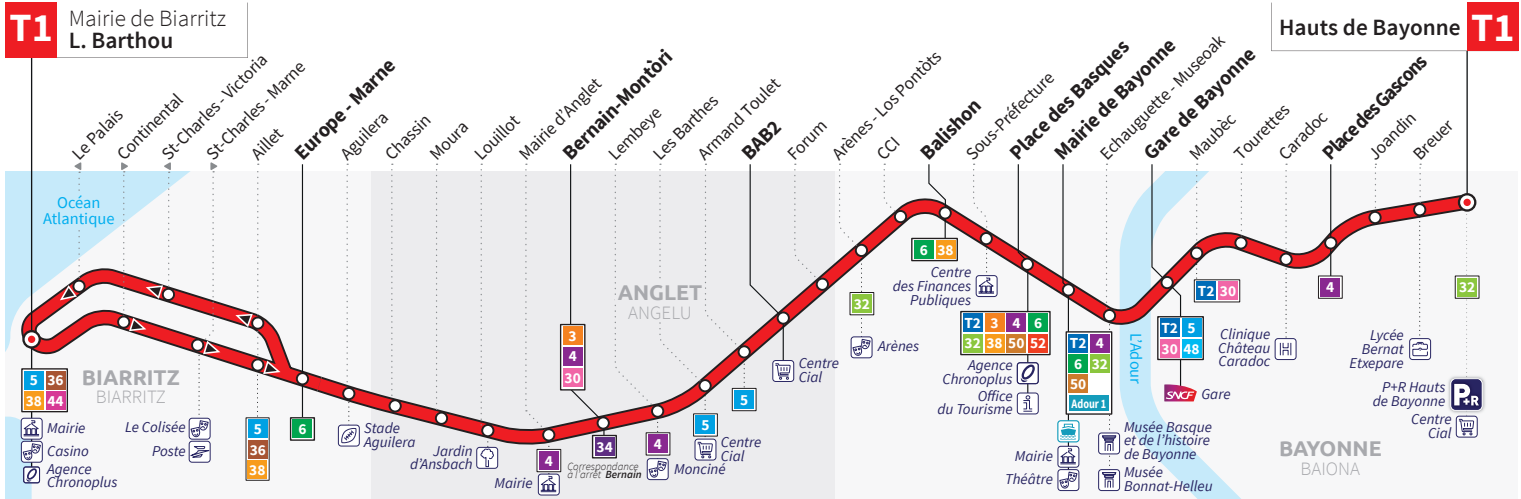 T1
Mairie de Biarritz
L. Barthou
Hauts de Bayonne
T1
Le Palais
Continental
St-Charles - Victoria
St-Charles - Marne
Aillet
Europe - Marne
Aguilera
Chassin
Moura
Louillot
Mairie d'Anglet
Bernain-Montòri
Lembeye
Les Barthes
Armand Toulet
BAB2
Forum
Arènes - Los Pontòts
CCI
Balishon
Sous-Préfecture
Place des Basques
Mairie de Bayonne
Echauguette - Museoak
Gare de Bayonne
Maubec
Tourettes
Caradoc
Place des Gascons
Joandin
Breuer
Océan
Atlantique
BIARRITZ
BIARRITZ
5 36
38 44
Mairie
Casino
Agence
Chronoplus
Le Colisée
Poste
5
36
38
6
Stade
Aguilera
Jardin
d'Ansbach
4
Mairie
3
4
30
34
Correspondance
à l'arrêt Bernain
ANGLET
ANGELU
4
Monciné
5
Centre
Cial
5
Centre
Cial
32
Arènes
6 38
Centre
des Finances
Publiques
T2 3 4 6
32 38 50 52
Agence
Chronoplus
Office
du Tourisme
i
T2 4
6 32
50
Adour 1
Mairie
Théâtre
L'Adour
Musée Basque
et de l'histoire
de Bayonne
Musée
Bonnat-Helleu
T2 5
30 48
SNCF Gare
T2 30
Clinique
Château
Caradoc
H
4
Lycée
Bernat
Etxepare
32
P+R Hauts
de Bayonne
P+R
Centre
Cial
BAYONNE
BAIONA